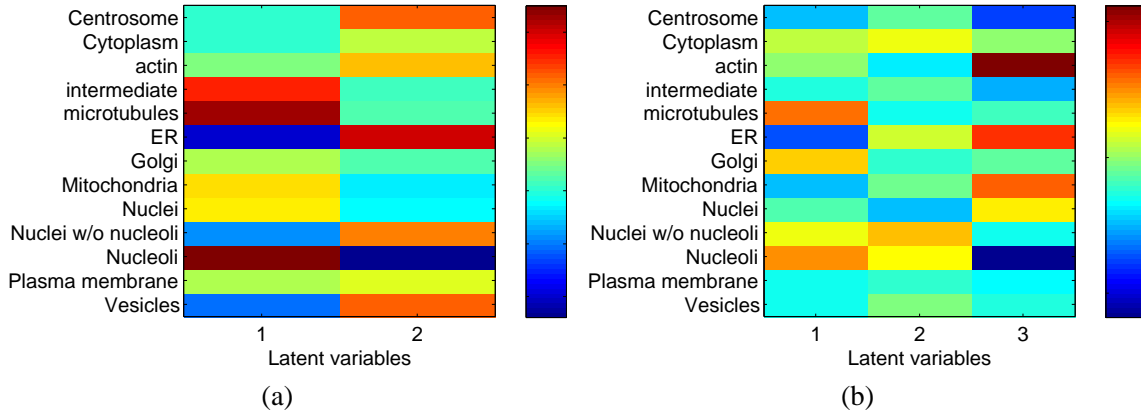 Centrosome
Cytoplasm
actin
intermediate
microtubules
ER
Golgi
Mitochondria
Nuclei
Nuclei w/o nucleoli
Nucleoli
Plasma membrane
Vesicles
1 2
Latent variables
(a)
Centrosome
Cytoplasm
actin
intermediate
microtubules
ER
Golgi
Mitochondria
Nuclei
Nuclei w/o nucleoli
Nucleoli
Plasma membrane
Vesicles
1 2 3
Latent variables
(b)